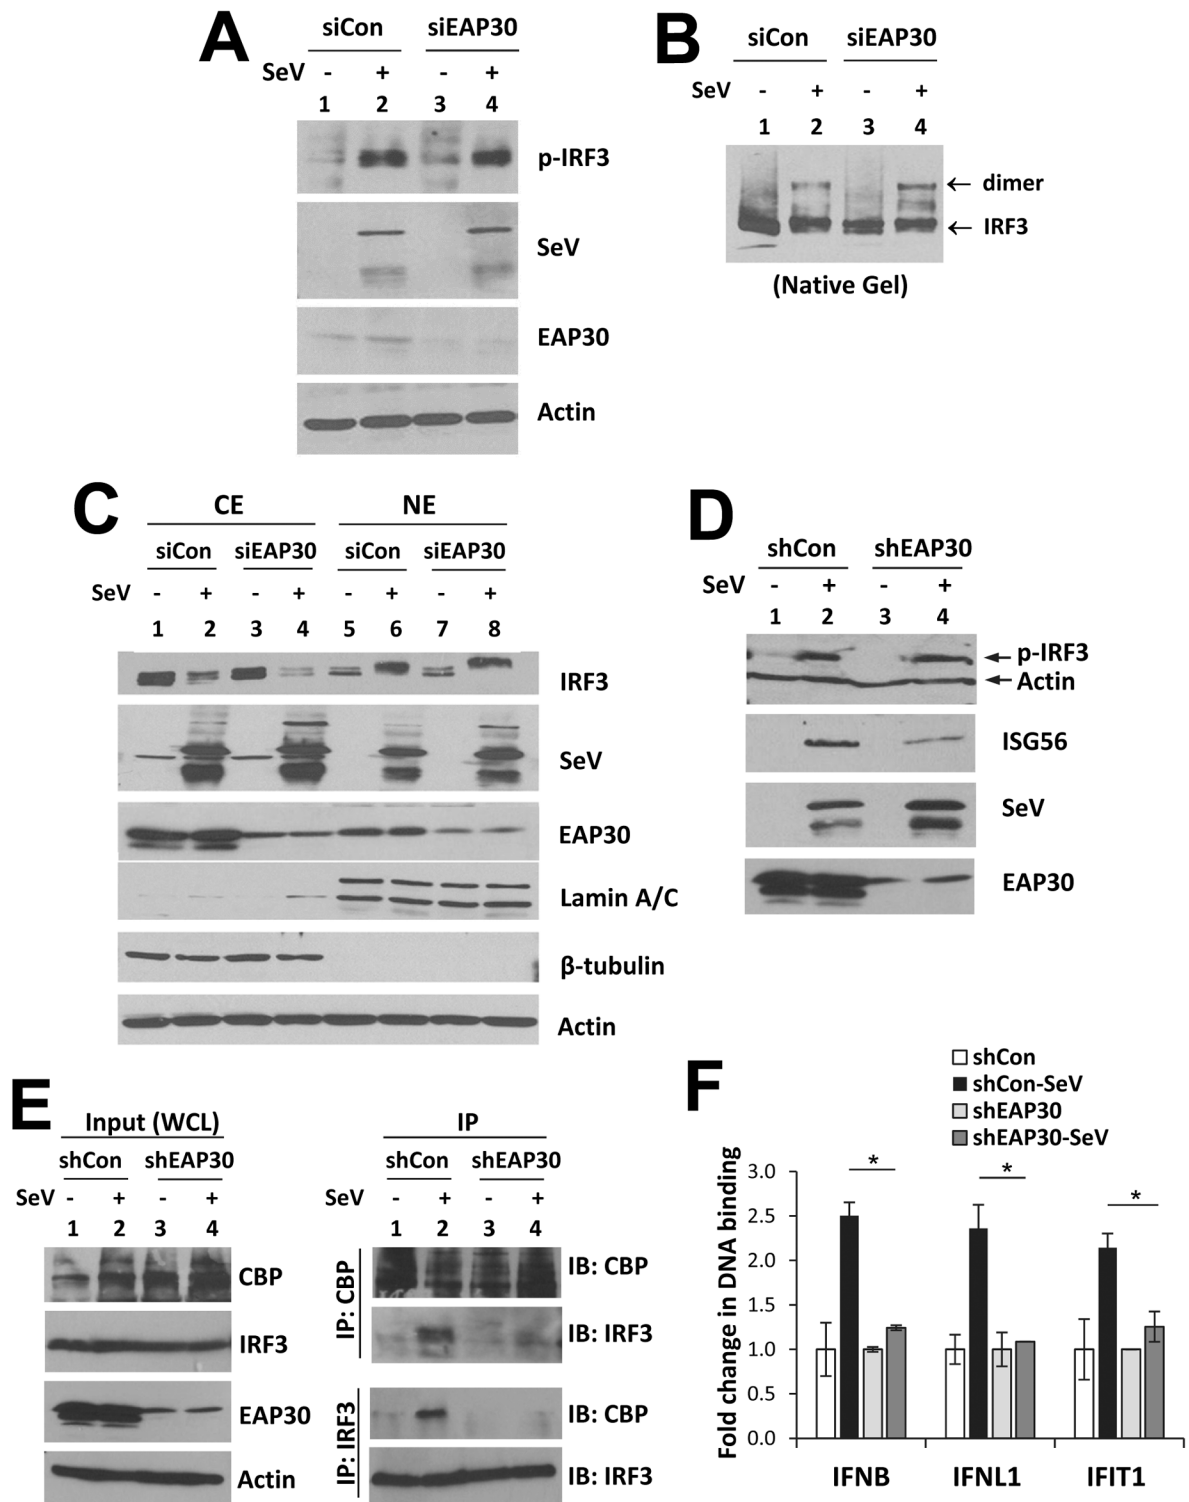 A
siCon siEAP30
SeV - + - +
1 2 3 4
p-IRF3
SeV
EAP30
Actin
B
siCon siEAP30
SeV - + - +
1 2 3 4
← dimer
← IRF3
(Native Gel)
C
CE NE
siCon siEAP30 siCon siEAP30
SeV - + - + - + - +
1 2 3 4 5 6 7 8
IRF3
SeV
EAP30
Lamin A/C
β-tubulin
Actin
D
shCon shEAP30
SeV - + - +
1 2 3 4
p-IRF3
Actin
ISG56
SeV
EAP30
E
Input (WCL) IP
shCon shEAP30 shCon shEAP30
SeV - + - + SeV - + - +
1 2 3 4 1 2 3 4
CBP
IRF3
EAP30
Actin
IP: CBP
IB: CBP
IB: IRF3
IP: IRF3
IB: CBP
IB: IRF3
F
shCon
shCon-SeV
shEAP30
shEAP30-SeV
Fold change in DNA binding
3.0
2.5
2.0
1.5
1.0
0.5
0.0
* * *
IFNB IFNL1 IFIT1